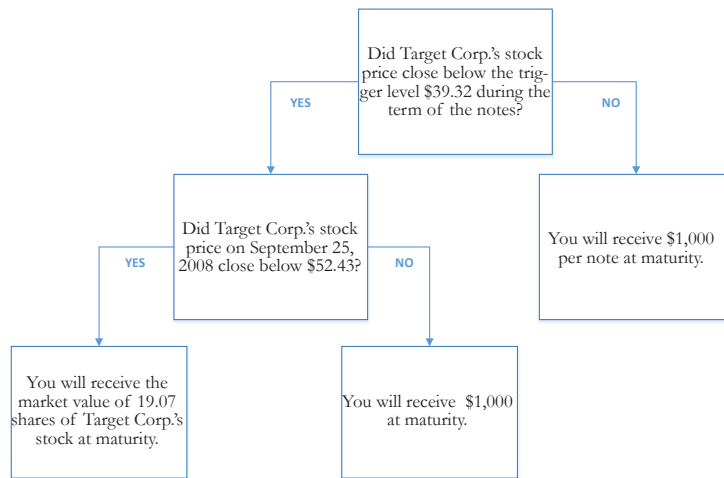 Did Target Corp.'s stock
price close below the trig-
ger level $39.32 during the
term of the notes?
YES
NO
Did Target Corp.'s stock
price on September 25,
2008 close below $52.43?
You will receive $1,000
per note at maturity.
YES
NO
You will receive the
market value of 19.07
shares of Target Corp.'s
stock at maturity.
You will receive $1,000
at maturity.